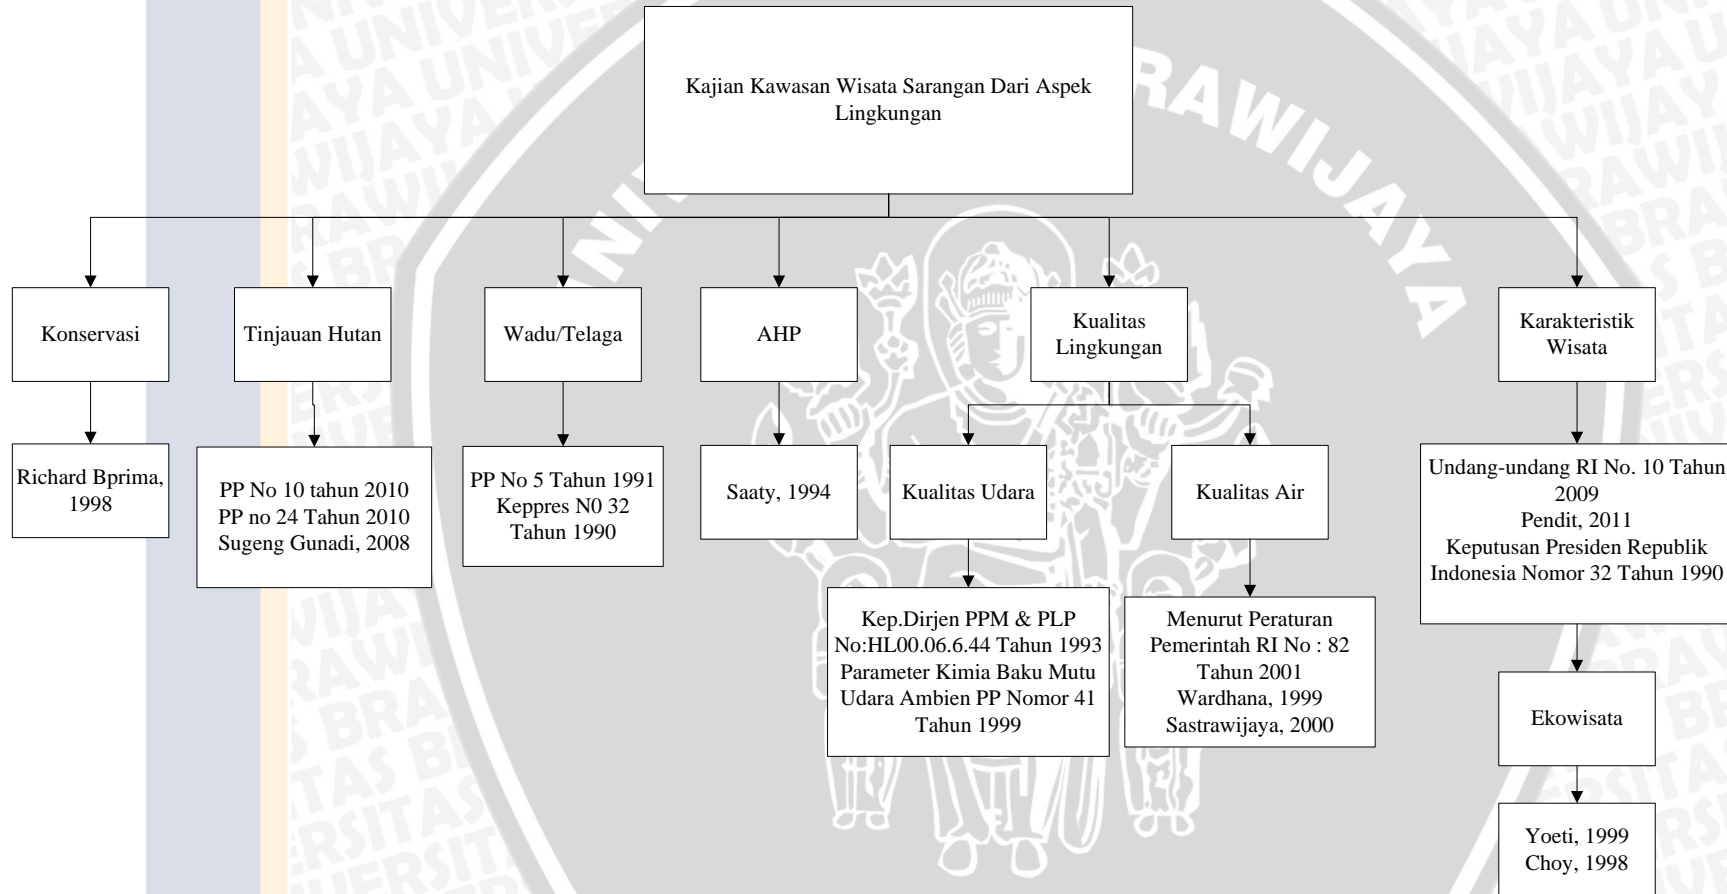 Kajian Kawasan Wisata Sarangan Dari Aspek
Lingkungan
Konservasi
Tinjauan Hutan
Wadu/Telaga
AHP
Kualitas
Lingkungan
Karakteristik
Wisata
Richard Bprima,
1998
PP No 10 tahun 2010
PP no 24 Tahun 2010
Sugeng Gunadi, 2008
PP No 5 Tahun 1991
Keppres N0 32
Tahun 1990
Saaty, 1994
Kualitas Udara
Kualitas Air
Undang-undang RI No. 10 Tahun
2009
Pendit, 2011
Keputusan Presiden Republik
Indonesia Nomor 32 Tahun 1990
Kep.Dirjen PPM & PLP
No:HL00.06.6.44 Tahun 1993
Parameter Kimia Baku Mutu
Udara Ambien PP Nomor 41
Tahun 1999
Menurut Peraturan
Pemerintah RI No : 82
Tahun 2001
Wardhana, 1999
Sastrawijaya, 2000
Ekowisata
Yoeti, 1999
Choy, 1998